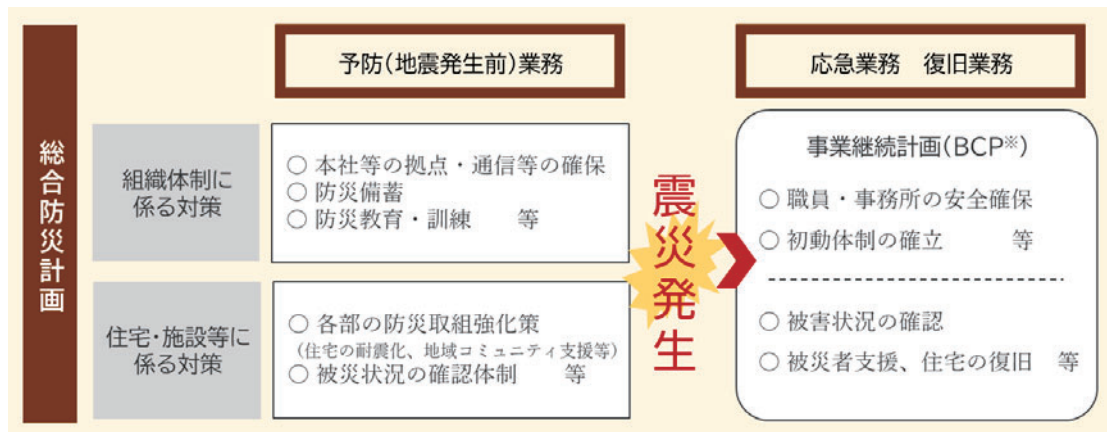 総合防災計画
予防(地震発生前)業務
応急業務　復旧業務
組織体制に
係る対策
○ 本社等の拠点・通信等の確保
○ 防災備蓄
○ 防災教育・訓練　　等
住宅・施設等に
係る対策
○ 各部の防災取組強化策
(住宅の耐震化、地域コミュニティ支援等)
○ 被災状況の確認体制　　等
震災発生
事業継続計画(BCP※)
○ 職員・事務所の安全確保
○ 初動体制の確立　　　等
○ 被害状況の確認
○ 被災者支援、住宅の復旧　等